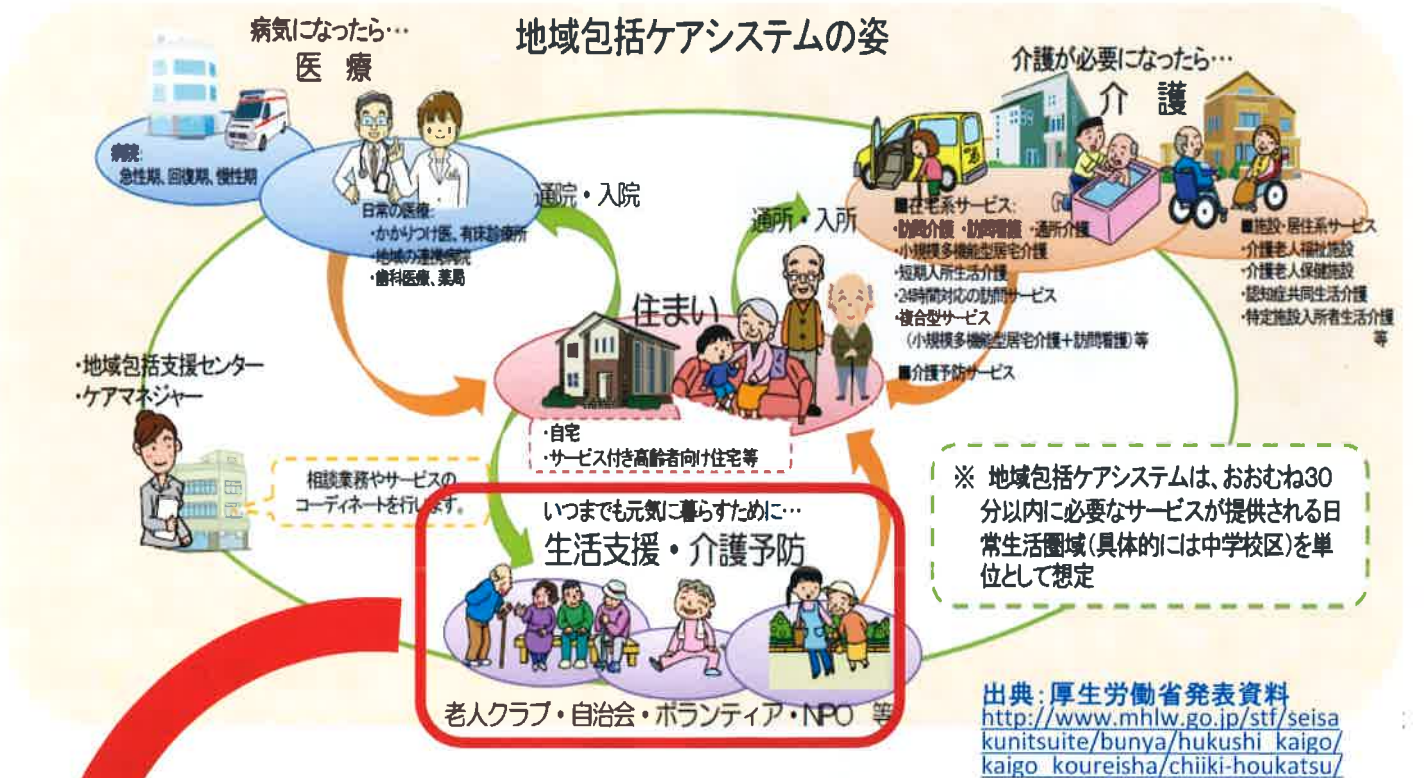 地域包括ケアシステムの姿
病気になったら…
医 療
病院:
急性期、回復期、慢性期
日常の医療:
・かかりつけ医、有床診療所
・地域の連携病院
・歯科医療、薬局
通院・入院
通所・入所
介護が必要になったら…
介 護
■在宅系サービス:
・訪問介護 ・訪問看護 ・通所介護
・小規模多機能型居宅介護
・短期入所生活介護
・24時間対応の訪問サービス
・複合型サービス
(小規模多機能型居宅介護+訪問看護)等
■介護予防サービス
■施設・居住系サービス
・介護老人福祉施設
・介護老人保健施設
・認知症共同生活介護
・特定施設入所者生活介護
等
住まい
・自宅
・サービス付き高齢者向け住宅等
・地域包括支援センター
・ケアマネジャー
相談業務やサービスの
コーディネートを行います。
いつまでも元気に暮らすために…
生活支援・介護予防
老人クラブ・自治会・ボランティア・NPO 等
※ 地域包括ケアシステムは、おおむね30
分以内に必要なサービスが提供される日
常生活圏域(具体的には中学校区)を単
位として想定
出典:厚生労働省発表資料
http://www.mhlw.go.jp/stf/seisa
kunitsuite/bunya/hukushi_kaigo/
kaigo_koureisha/chiiki-houkatsu/